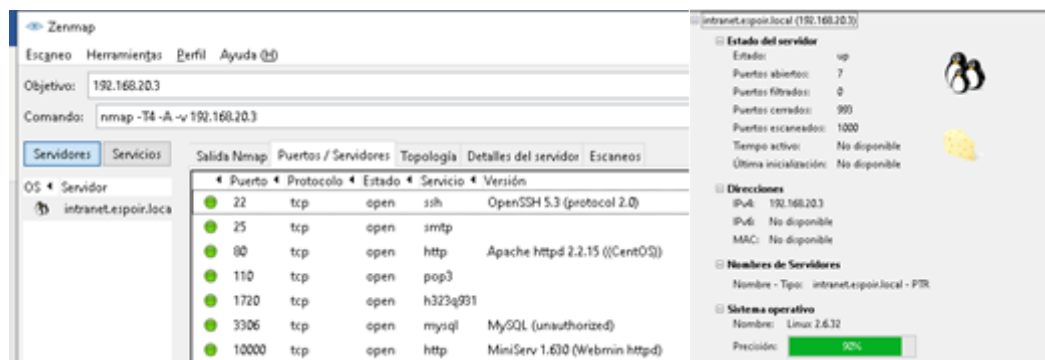 Zenmap
Escaneo Herramientas Perfil Ayuda (H)
Objetivo: 192.168.20.3
Comando: nmap -T4 -A -v 192.168.20.3
Servidores Servicios
Salida Nmap Puertos / Servidores Topología Detalles del servidor Escaneos
OS Servidor
intranet.espoir.loca
Puerto Protocolo Estado Servicio Versión
22 tcp open ssh OpenSSH 5.3 (protocol 2.0)
25 tcp open smtp
80 tcp open http Apache httpd 2.2.15 ((CentOS))
110 tcp open pop3
1720 tcp open h323q931
3306 tcp open mysql MySQL (unauthorized)
10000 tcp open http MiniServ 1.630 (Webmin httpd)
intranet.espoir.local (192.168.20.3)
Estado del servidor
Estado: up
Puertos abiertos: 7
Puertos filtrados: 0
Puertos cerrados: 993
Puertos escaneados: 1000
Tiempo activo: No disponible
Última inicialización: No disponible
Direcciones
IPv4: 192.168.20.3
IPv6: No disponible
MAC: No disponible
Nombres de Servidores
Nombre - Tipo: intranet.espoir.local - PTR
Sistema operativo
Nombre: Linux 2.6.32
Precisión: 90%